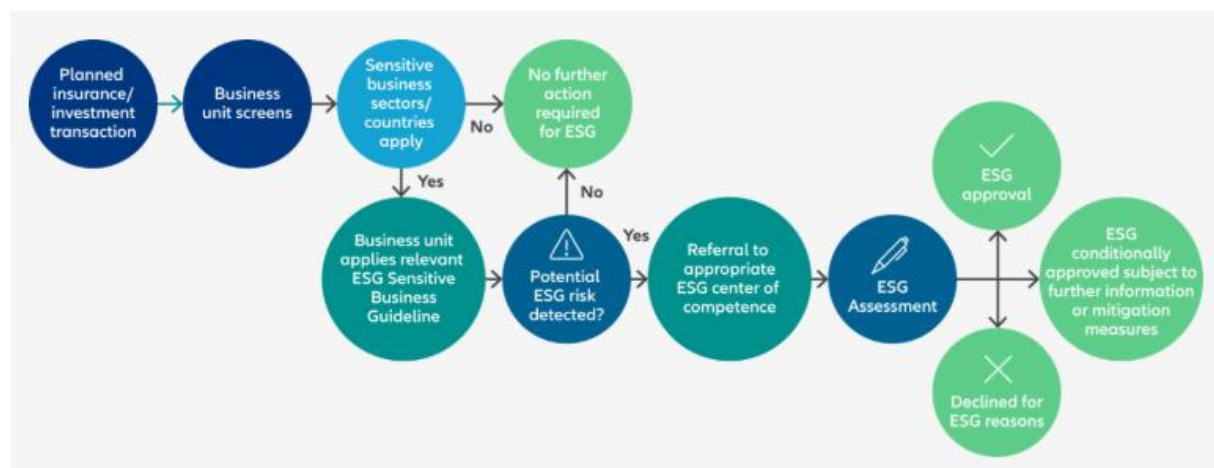 Planned
insurance/
investment
transaction
Business
unit screens
Sensitive
business
sectors/
countries
apply
No
No further
action
required
for ESG
Yes
Business unit
applies relevant
ESG Sensitive
Business
Guideline
Potential
ESG risk
detected?
No
Yes
Referral to
appropriate
ESG center of
competence
ESG
Assessment
ESG
approval
ESG
conditionally
approved subject to
further information
or mitigation
measures
Declined for
ESG reasons